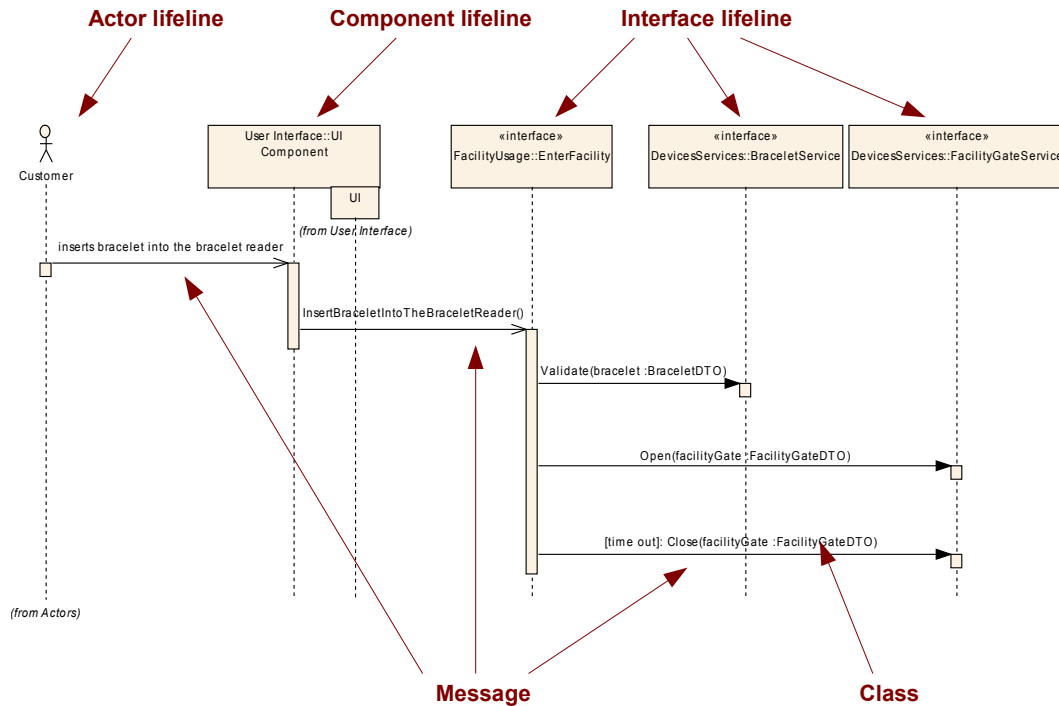 Actor lifeline
Component lifeline
Interface lifeline
User Interface::UI
Component
«interface»
FacilityUsage::EnterFacility
«interface»
DevicesServices::BraceletService
«interface»
DevicesServices::FacilityGateService
Customer
UI
(from User Interface)
inserts bracelet into the bracelet reader
InsertBraceletIntoTheBraceletReader()
Validate(bracelet :BraceletDTO)
Open(facilityGate :FacilityGateDTO)
[time out]: Close(facilityGate :FacilityGateDTO)
(from Actors)
Message
Class